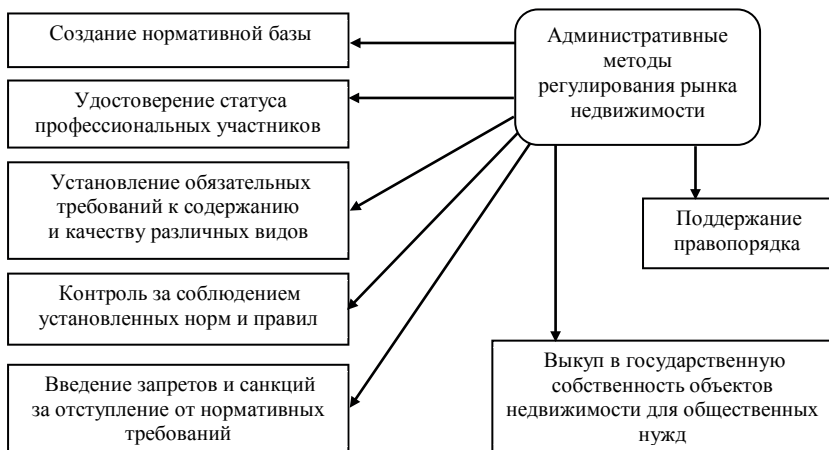 Создание нормативной базы
Удостоверение статуса
профессиональных участников
Установление обязательных
требований к содержанию
и качеству различных видов
Контроль за соблюдением
установленных норм и правил
Введение запретов и санкций
за отступление от нормативных
требований
Административные
методы
регулирования рынка
недвижимости
Поддержание
правопорядка
Выкуп в государственную
собственность объектов
недвижимости для общественных
нужд